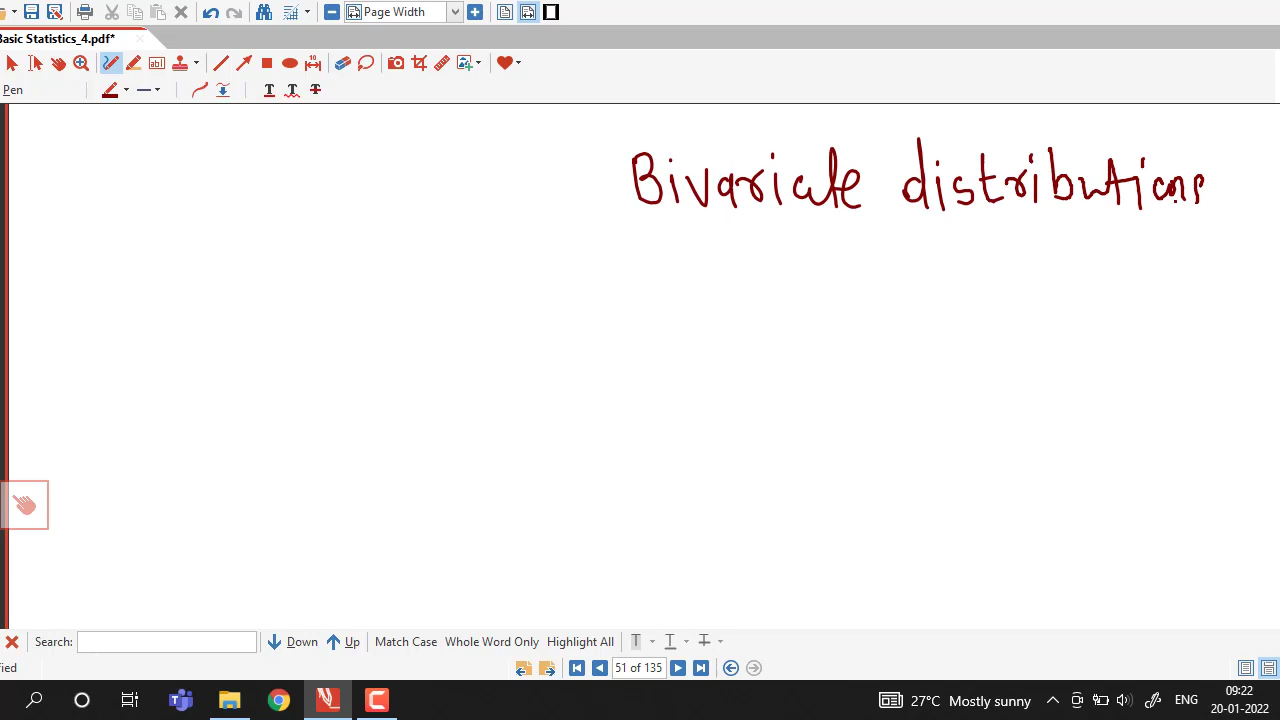 Page Width
Basic Statistics_4.pdf*
10
Pen
Bivariate distributions
Search:
Down
Up
Match Case
Whole Word Only
Highlight All
51 of 135
27°C Mostly sunny
ENG
09:22
20-01-2022